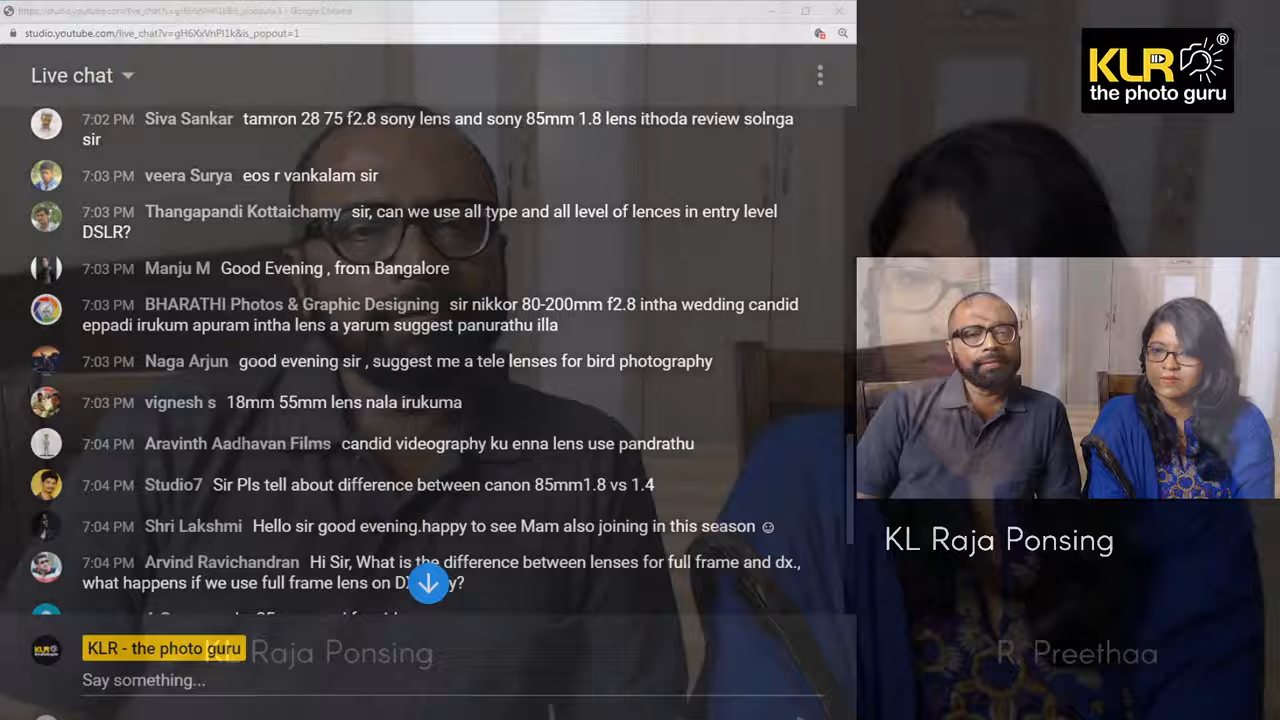 studio.youtube.com/live_chat?v=gH6XxVnPI1k&is_popout=1
KLR
®
the photo guru
Live chat
7:02 PM Siva Sankar tamron 28 75 f2.8 sony lens and sony 85mm 1.8 lens ithoda review solnga
sir
7:03 PM veera Surya eos r vankalam sir
7:03 PM Thangapandi Kottaichamy sir, can we use all type and all level of lences in entry level
DSLR?
7:03 PM Manju M Good Evening , from Bangalore
7:03 PM BHARATHI Photos & Graphic Designing sir nikkor 80-200mm f2.8 intha wedding candid
eppadi irukum apuram intha lens a yarum suggest panurathu illa
7:03 PM Naga Arjun good evening sir , suggest me a tele lenses for bird photography
7:03 PM vignesh s 18mm 55mm lens nala irukuma
7:04 PM Aravinth Aadhavan Films candid videography ku enna lens use pandrathu
7:04 PM Studio7 Sir Pls tell about difference between canon 85mm1.8 vs 1.4
7:04 PM Shri Lakshmi Hello sir good evening.happy to see Mam also joining in this season ☺
7:04 PM Arvind Ravichandran Hi Sir, What is the difference between lenses for full frame and dx.,
what happens if we use full frame lens on
KLR - the photo guru
Say something...
KL Raja Ponsing
KL Raja Ponsing
R. Preethaa